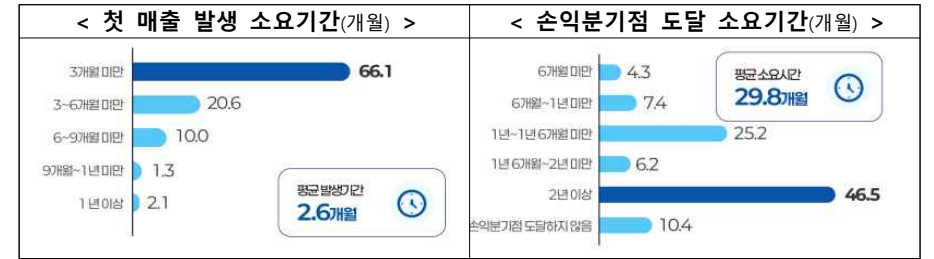 < 첫 매출 발생 소요기간(개월) >
3개월 미만 66.1
3~6개월 미만 20.6
6~9개월 미만 10.0
9개월~1년 미만 1.3
1년 이상 2.1
평균 발생기간
2.6개월
< 손익분기점 도달 소요기간(개월) >
6개월 미만 4.3
6개월~1년 미만 7.4
1년~1년 6개월 미만 25.2
1년 6개월~2년 미만 6.2
2년 이상 46.5
손익분기점 도달하지 않음 10.4
평균 소요시간
29.8개월